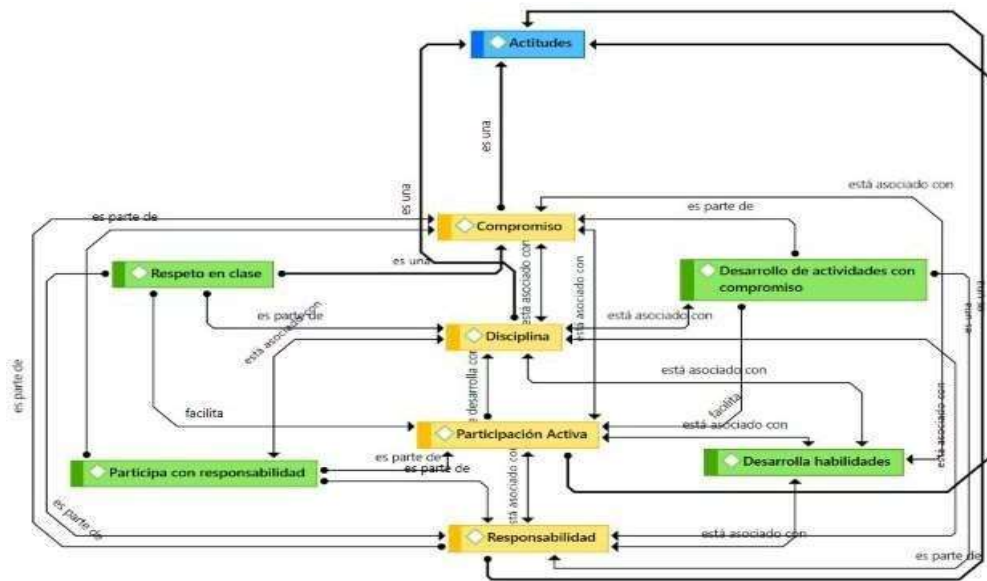 Actitudes
es una
es una
está asociado con
es parte de
es parte de
Compromiso
es una
Respeto en clase
Desarrollo de actividades con
compromiso
está asociado con
está asociado con
es una
es una
es parte de
está asociado con
está asociado con
Disciplina
es parte de
desarrolla con
está asociado con
facilita
facilita
está asociado con
Participación Activa
está asociado con
es parte de
Participa con responsabilidad
es parte de
Desarrolla habilidades
está asociado con
es parte de
Responsabilidad
está asociado con
es parte de